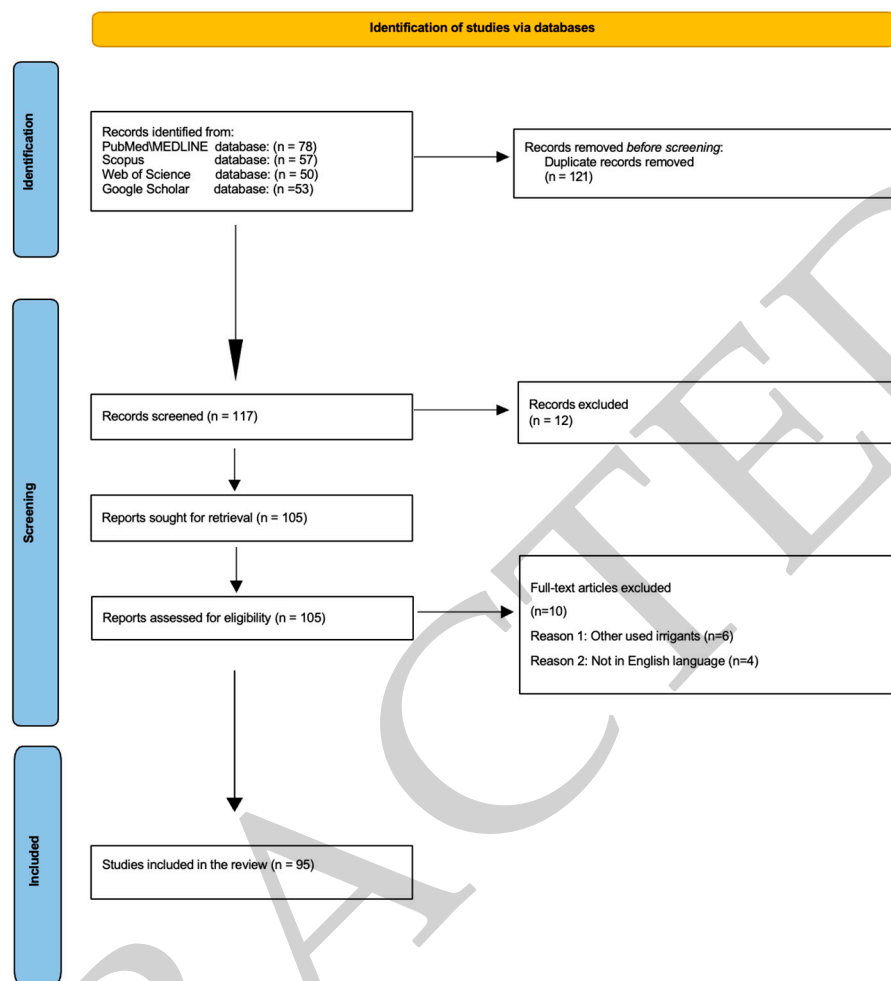 Identification of studies via databases
Identification
Records identified from:
PubMed\MEDLINE database: (n = 78)
Scopus database: (n = 57)
Web of Science database: (n = 50)
Google Scholar database: (n =53)
Records removed before screening:
Duplicate records removed
(n = 121)
Screening
Records screened (n = 117)
Records excluded
(n = 12)
Reports sought for retrieval (n = 105)
Reports assessed for eligibility (n = 105)
Full-text articles excluded
(n=10)
Reason 1: Other used irrigants (n=6)
Reason 2: Not in English language (n=4)
Included
Studies included in the review (n = 95)
RACTED